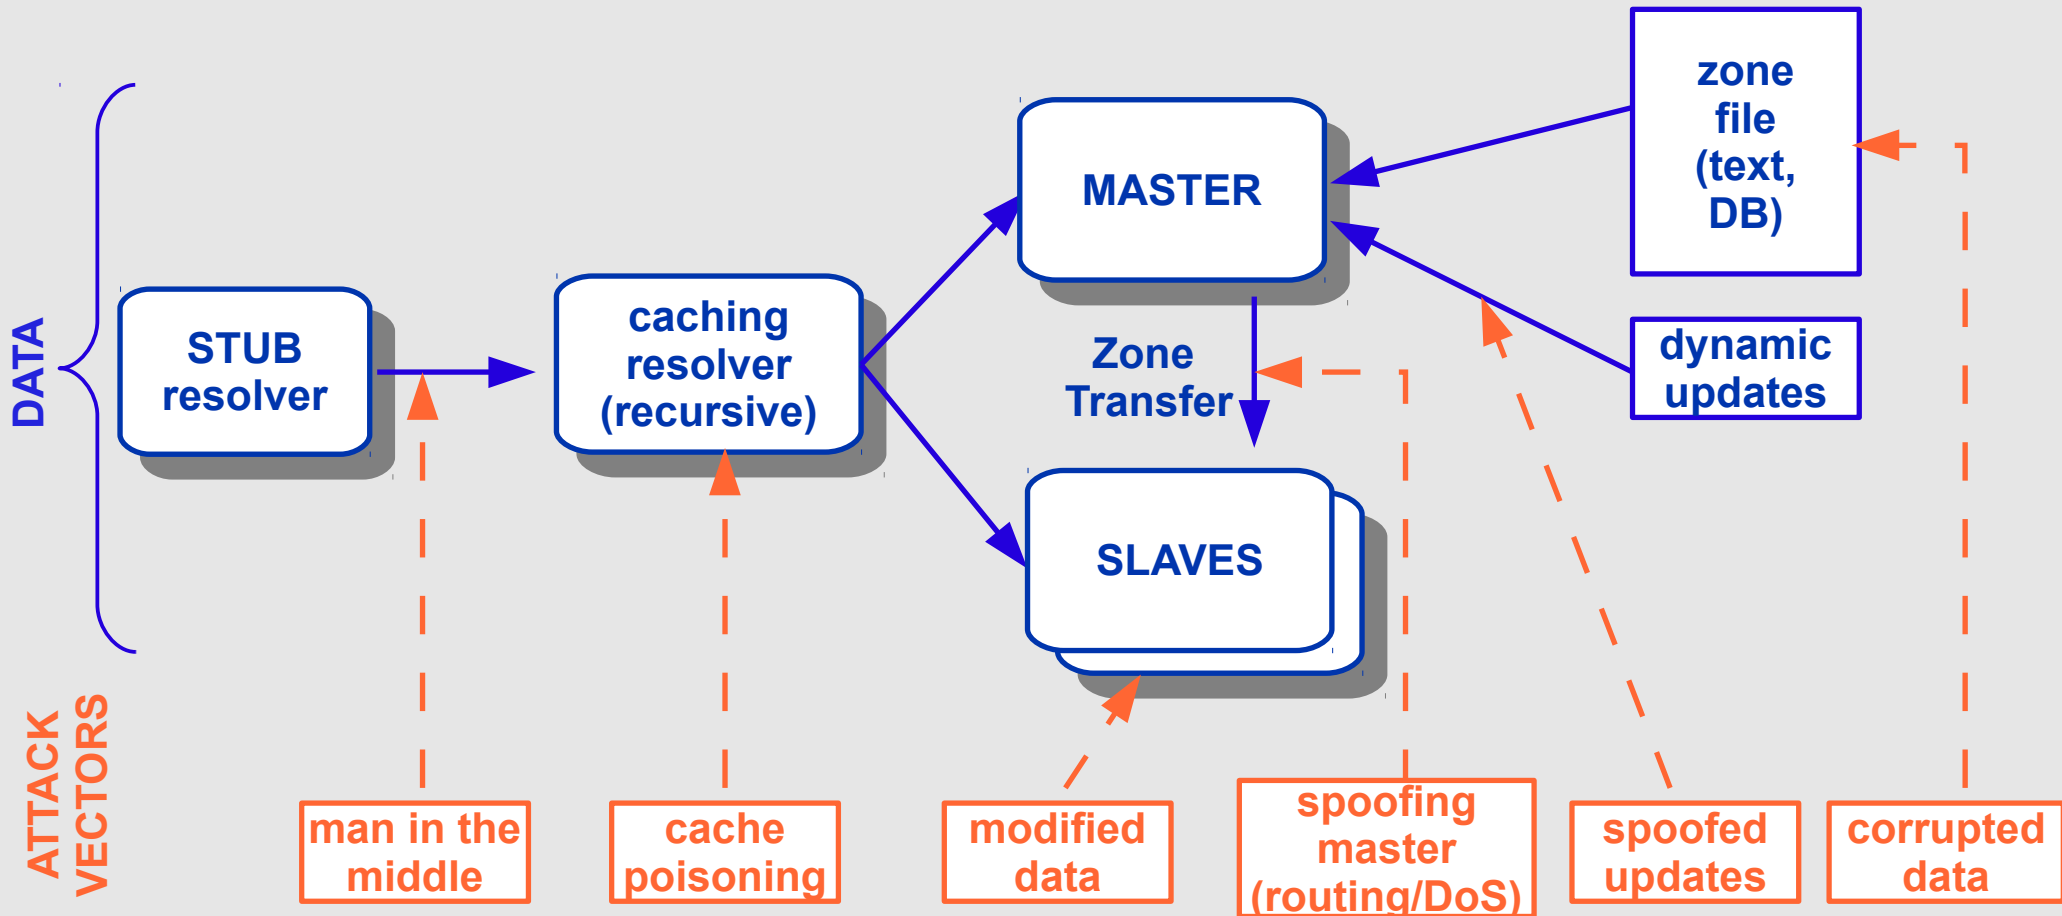 DATA
STUB
resolver
caching
resolver
(recursive)
MASTER
Zone
Transfer
SLAVES
zone
file
(text,
DB)
dynamic
updates
ATTACK
VECTORS
man in the
middle
cache
poisoning
modified
data
spoofing
master
(routing/DoS)
spoofed
updates
corrupted
data